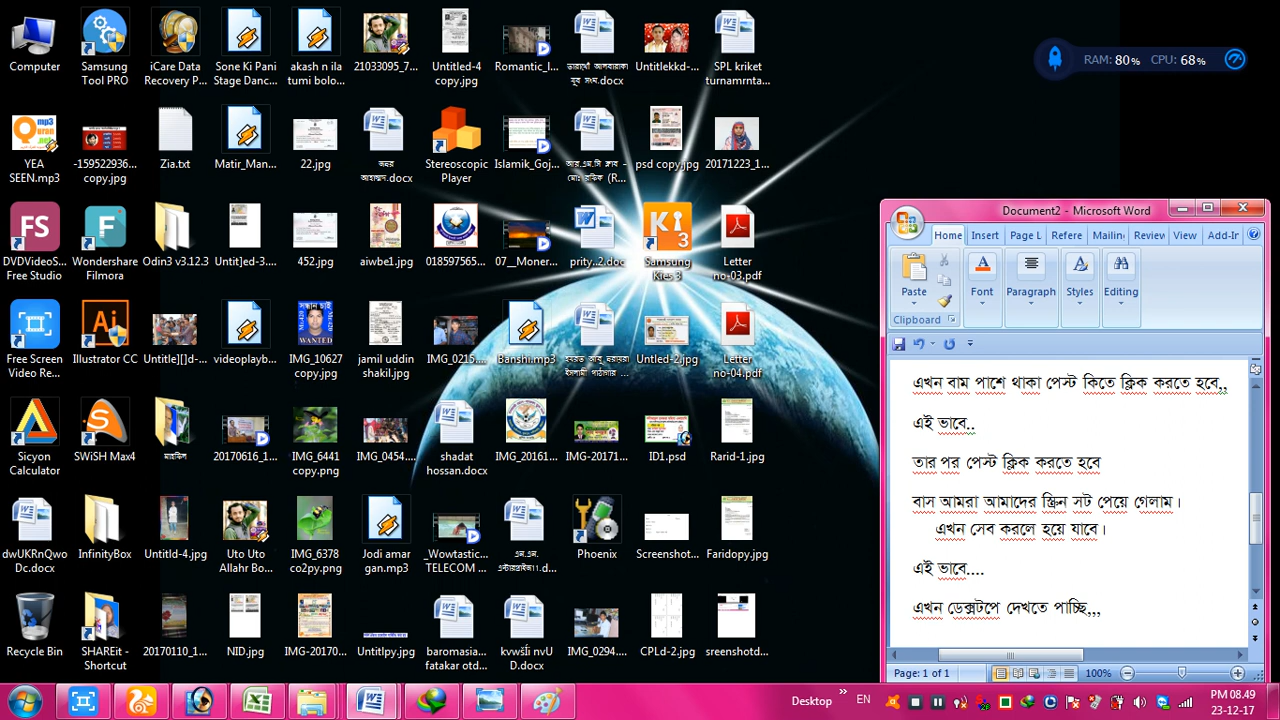 Computer
Samsung Tool PRO
iCare Data Recovery P...
Sone Ki Pani Stage Danc...
akash n ila tumi bolo...
21033095_7...
Untitled-4 copy.jpg
Romantic_I...
Untitlekkd-...
SPL kriket turnamrnta...
RAM: 80% CPU: 68%
YEA SEEN.mp3
-159522936... copy.jpg
Zia.txt
Matir_Man...
22.jpg
জহুর আহাম্মদ.docx
Stereoscopic Player
Islamik_Goj...
psd copy.jpg
20171223_1...
DVDVideoS... Free Studio
Wondershare Filmora
Odin3 v3.12.3
Untit]ed-3....
452.jpg
aiwbe1.jpg
018597565...
07__Moner...
prity..2.doc
Samsung Kies 3
Letter no-03.pdf
Free Screen Video Re...
Illustrator CC
Untitle][]d-...
videoplayb...
IMG_10627 copy.jpg
jamil uddin shakil.jpg
IMG_0215....
Banshi.mp3
Untled-2.jpg
Letter no-04.pdf
Sicyon Calculator
SWiSH Max4
মাহফিল
20170616_1...
IMG_6441 copy.png
IMG_0454....
shadat hossan.docx
IMG_20161...
IMG-20171...
ID1.psd
Rarid-1.jpg
dwUKRnQwo Dc.docx
InfinityBox
Untitld-4.jpg
Uto Uto Allahr Bo...
IMG_6378 co2py.png
Jodi amar gan.mp3
_Wowtastic... TELECOM ...
এম.এম. এন্টারপ্রাইজ11.d...
Phoenix
Screenshot...
Faridopy.jpg
Recycle Bin
SHAREit - Shortcut
20170110_1...
NID.jpg
IMG-20170...
Untitlpy.jpg
baromasia... fatakar otd...
IMG_0294....
CPLd-2.jpg
sreenshotd...
Document2 - Microsoft Word
Home Insert Page L Refere Mailin Review View Add-In
Paste Font Paragraph Styles Editing
Clipboard
এখন বাম পাশে থাকা পেস্ট এতে ক্লিক করতে হবে,,
এই ভাবে..
তার পর পেস্ট ক্লিক করতে হবে
বাস আমরা আমাদের স্ক্রিন সট পেয়ে গেছি
এখন সেব করলে হয়ে যাবে।
এই ভাবে....
এখন ডেক্সটপে দেখতে পাচ্ছি,,,
Page: 1 of 1 100%
Desktop » EN
PM 08.49
23-12-17